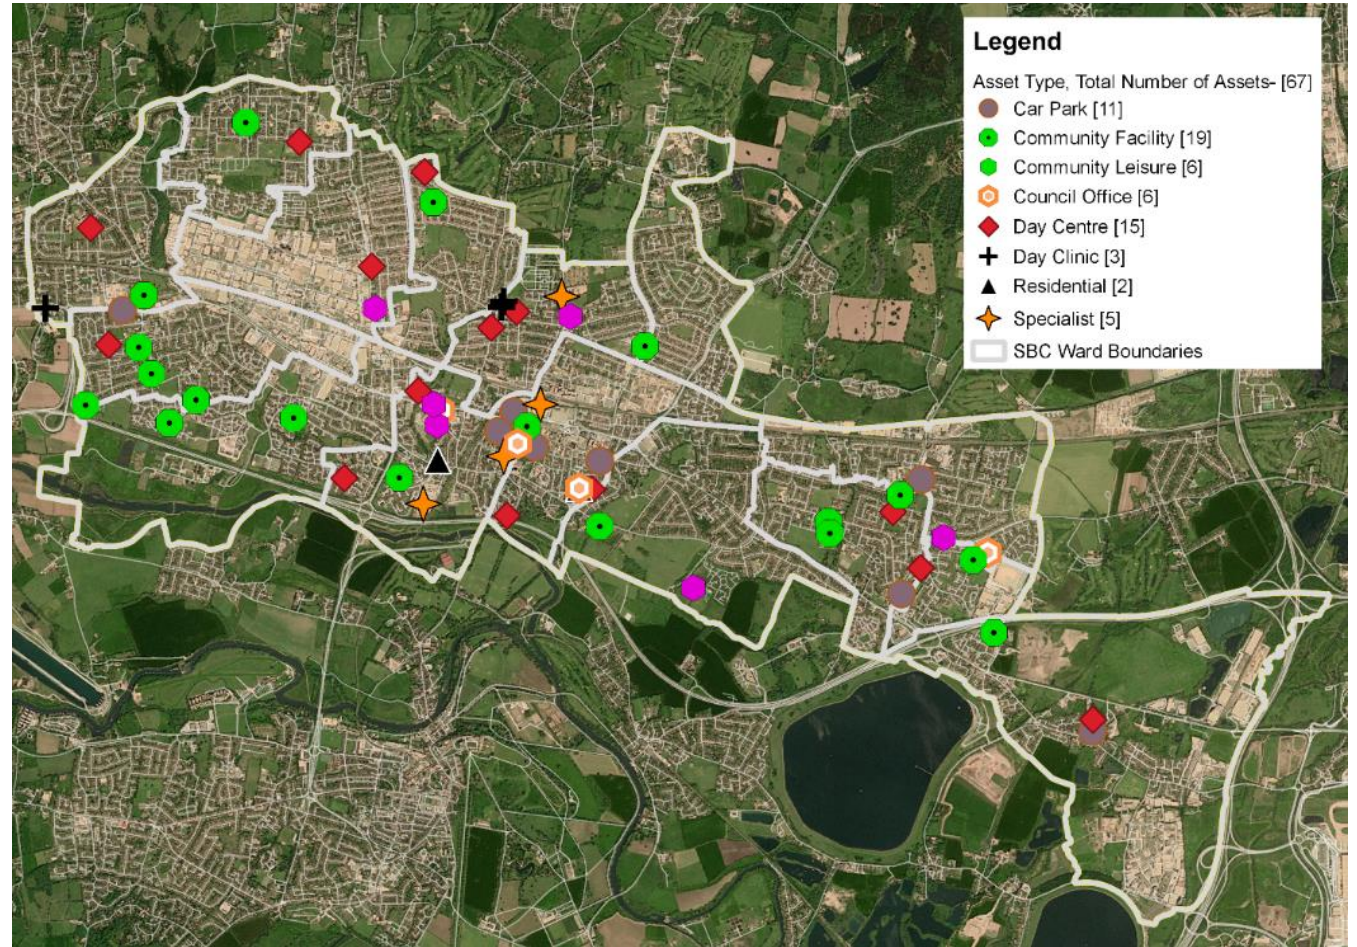 Legend
Asset Type, Total Number of Assets- [67]
Car Park [11]
Community Facility [19]
Community Leisure [6]
Council Office [6]
Day Centre [15]
Day Clinic [3]
Residential [2]
Specialist [5]
SBC Ward Boundaries